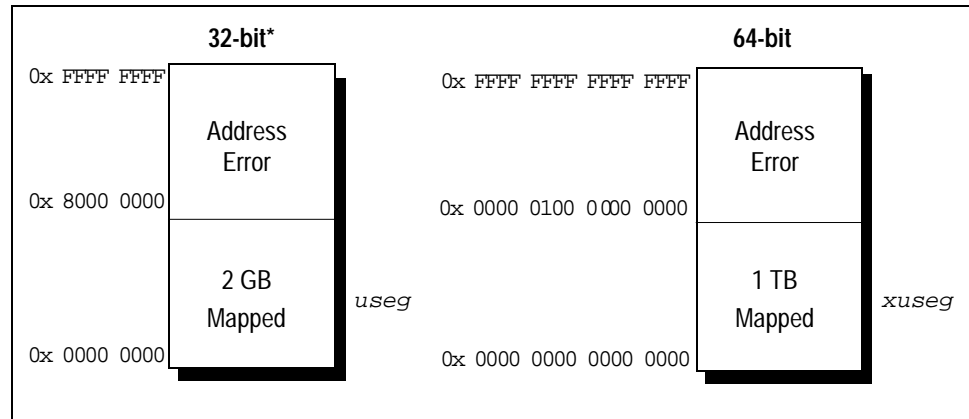 32-bit*
0x FFFF FFFF
Address
Error
0x 8000 0000
2 GB
Mapped
useg
0x 0000 0000
64-bit
0x FFFF FFFF FFFF FFFF
Address
Error
0x 0000 0100 0000 0000
1 TB
Mapped
xuseg
0x 0000 0000 0000 0000